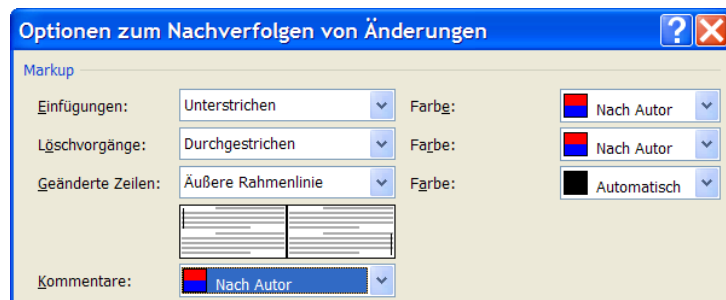 Optionen zum Nachverfolgen von Änderungen
Markup
Einfügungen: Unterstrichen Farbe: Nach Autor
Löschvorgänge: Durchgestrichen Farbe: Nach Autor
Geänderte Zeilen: Äußere Rahmenlinie Farbe: Automatisch
Kommentare: Nach Autor